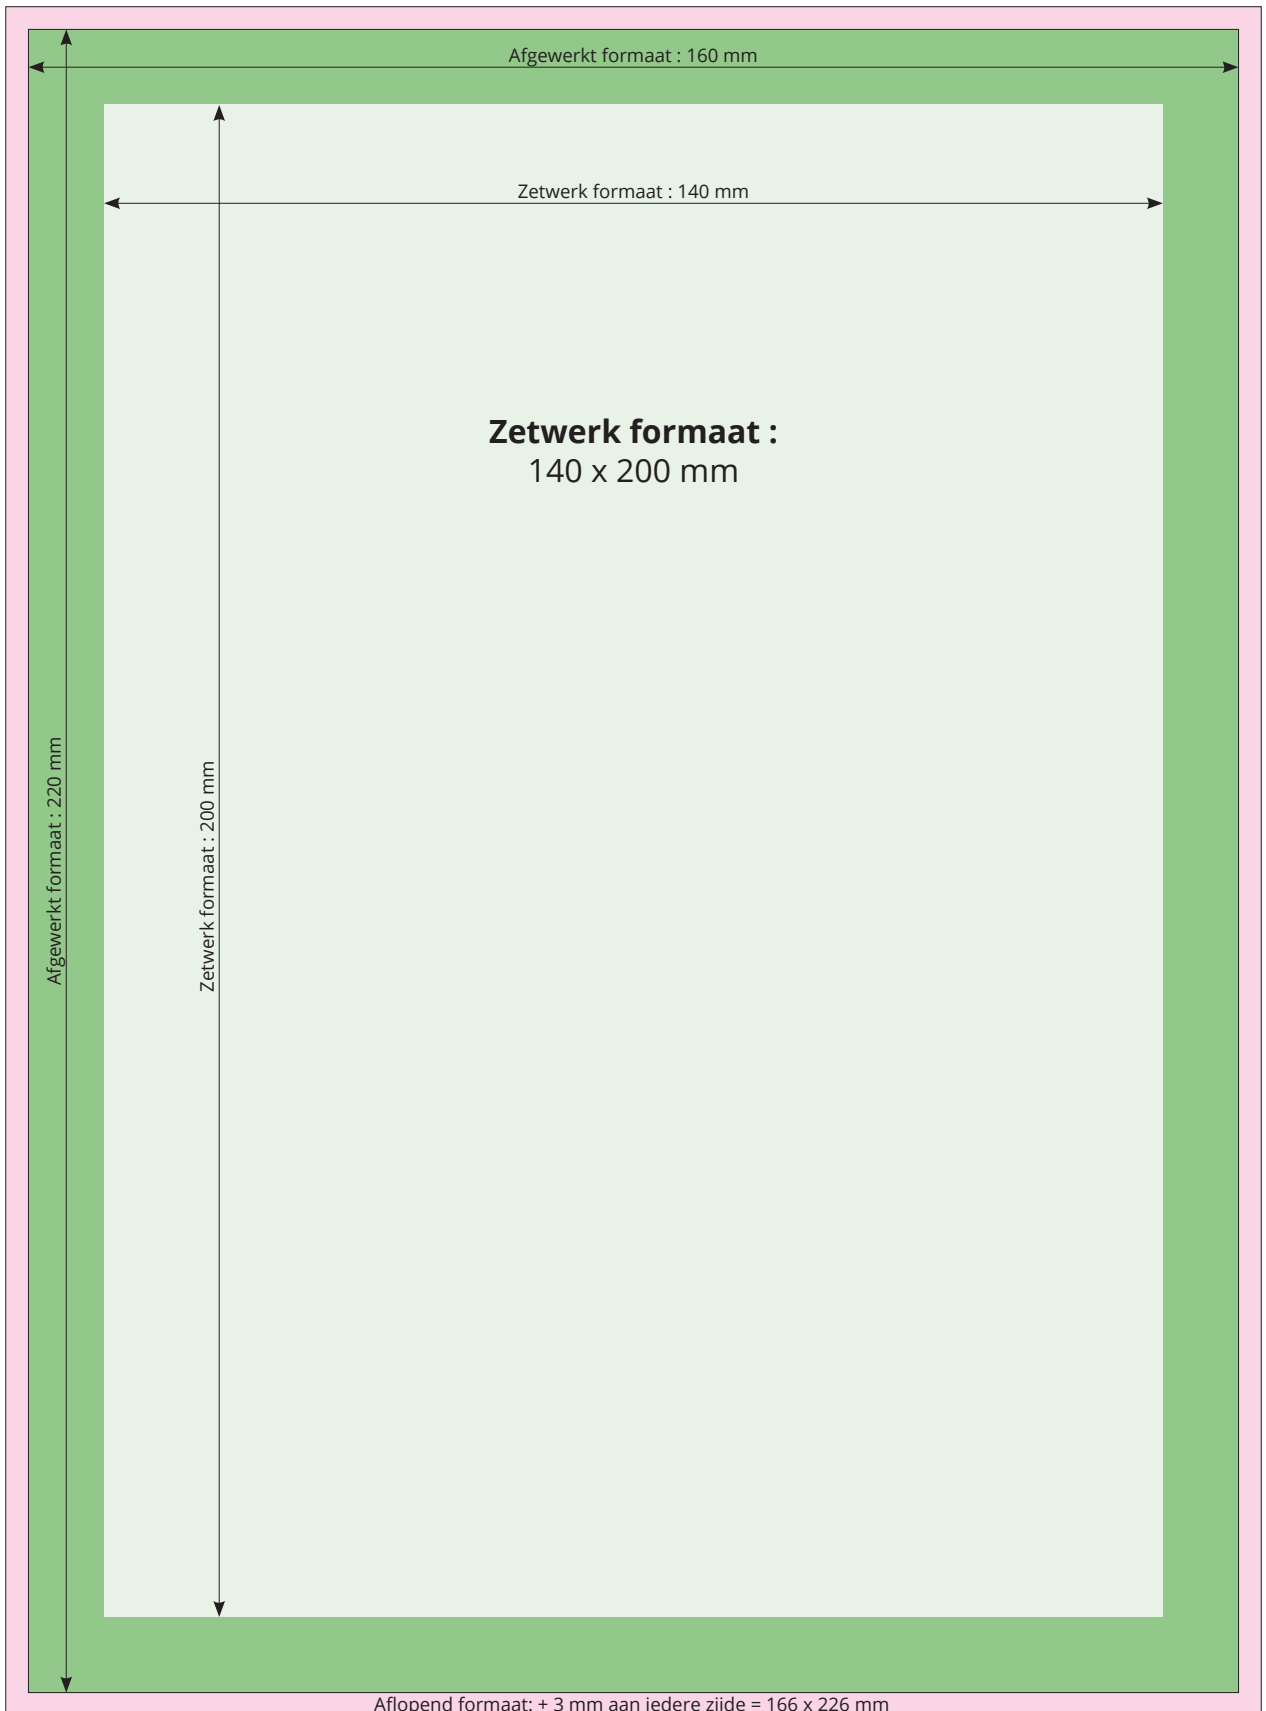 Afgewerkt formaat : 160 mm
Zetwerk formaat : 140 mm
Zetwerk formaat :
140 x 200 mm
Afgewerkt formaat : 220 mm
Zetwerk formaat : 200 mm
Aflopend formaat: + 3 mm aan iedere zijde = 166 x 226 mm